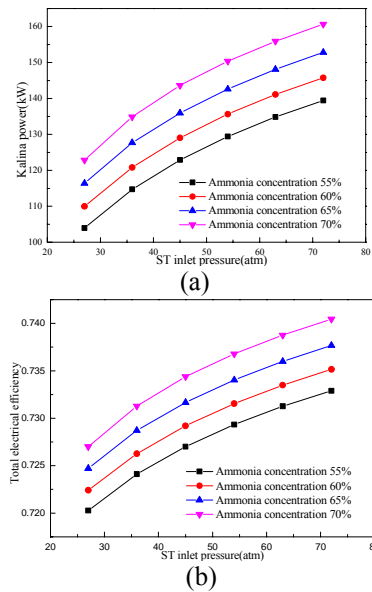 160
150
140
130
120
110
100
Kalina power(kW)
Ammonia concentration 55%
Ammonia concentration 60%
Ammonia concentration 65%
Ammonia concentration 70%
20 30 40 50 60 70 80
ST inlet pressure(atm)
(a)
0.740
0.735
0.730
0.725
0.720
Total electrical efficiency
Ammonia concentration 55%
Ammonia concentration 60%
Ammonia concentration 65%
Ammonia concentration 70%
20 30 40 50 60 70 80
ST inlet pressure(atm)
(b)